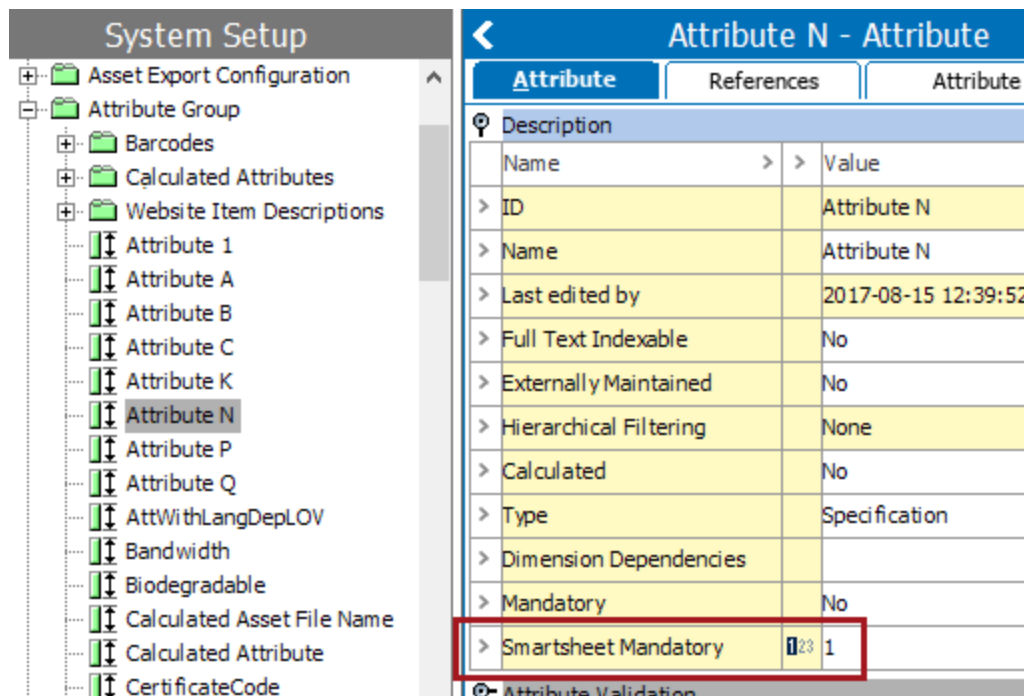 System Setup
Asset Export Configuration
Attribute Group
Barcodes
Calculated Attributes
Website Item Descriptions
Attribute 1
Attribute A
Attribute B
Attribute C
Attribute K
Attribute N
Attribute P
Attribute Q
AttWithLangDepLOV
Bandwidth
Biodegradable
Calculated Asset File Name
Calculated Attribute
CertificateCode
Attribute N - Attribute
Attribute References Attribute
Description
Name > > Value
> ID Attribute N
> Name Attribute N
> Last edited by 2017-08-15 12:39:52
> Full Text Indexable No
> Externally Maintained No
> Hierarchical Filtering None
> Calculated No
> Type Specification
> Dimension Dependencies
> Mandatory No
> Smartsheet Mandatory 123 1
Attribute Validation